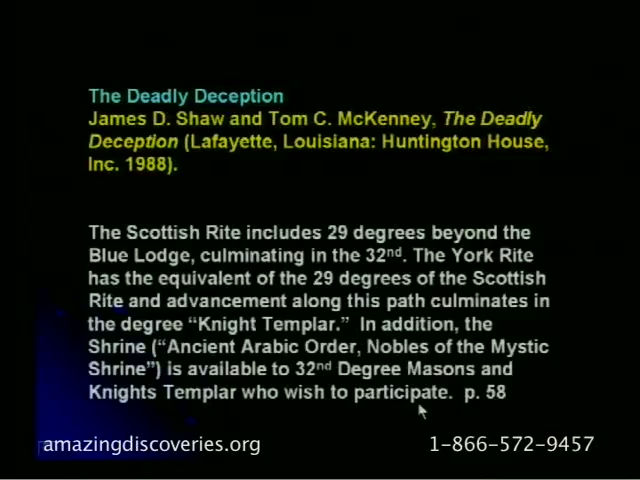 The Deadly Deception
James D. Shaw and Tom C. McKenney, The Deadly
Deception (Lafayette, Louisiana: Huntington House,
Inc. 1988).
The Scottish Rite includes 29 degrees beyond the
Blue Lodge, culminating in the 32nd. The York Rite
has the equivalent of the 29 degrees of the Scottish
Rite and advancement along this path culminates in
the degree “Knight Templar.” In addition, the
Shrine (“Ancient Arabic Order, Nobles of the Mystic
Shrine”) is available to 32nd Degree Masons and
Knights Templar who wish to participate. p. 58
amazingdiscoveries.org 1-866-572-9457